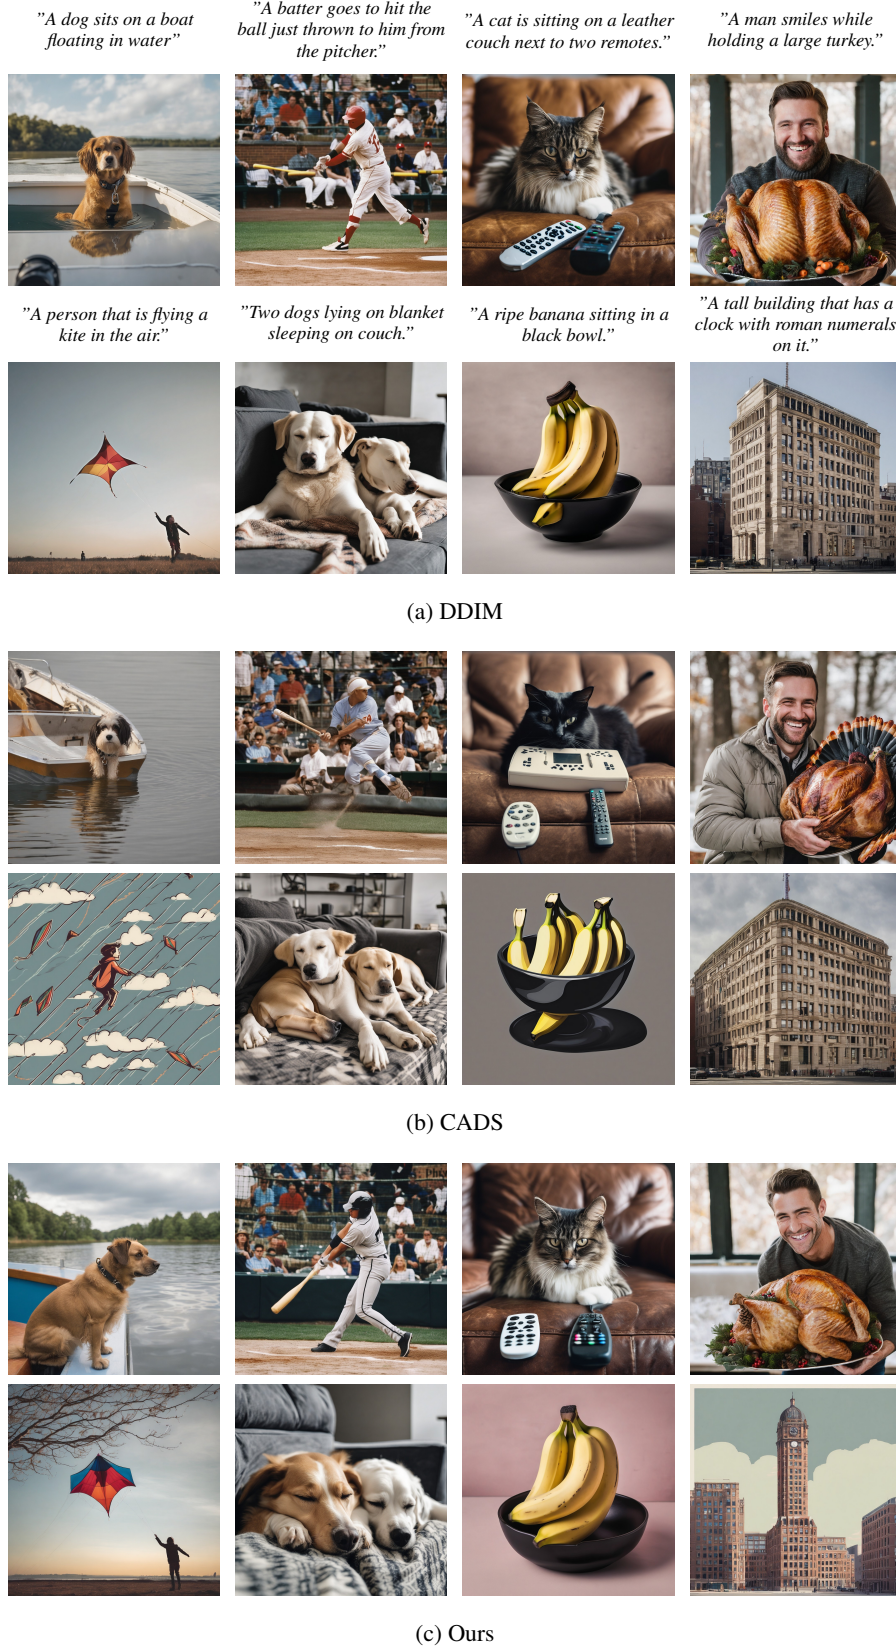 ”A dog sits on a boat
floating in water”
”A batter goes to hit the
ball just thrown to him from
the pitcher.”
”A cat is sitting on a leather
couch next to two remotes.”
”A man smiles while
holding a large turkey.”
”A person that is flying a
kite in the air.”
”Two dogs lying on blanket
sleeping on couch.”
”A ripe banana sitting in a
black bowl.”
”A tall building that has a
clock with roman numerals
on it.”
(a) DDIM
(b) CADS
(c) Ours